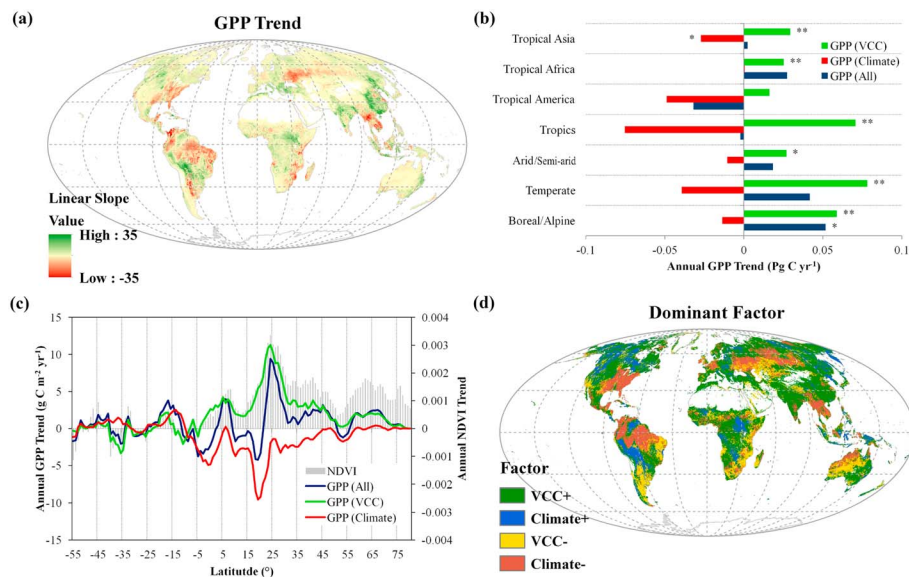 (a)
GPP Trend
Linear Slope
Value
High : 35
Low : -35
(b)
Tropical Asia
Tropical Africa
Tropical America
Tropics
Arid/Semi-arid
Temperate
Boreal/Alpine
*
**
**
**
*
**
**
*
GPP (VCC)
GPP (Climate)
GPP (All)
-0.1
-0.05
0
0.05
0.1
Annual GPP Trend (Pg C yr⁻¹)
(c)
Annual GPP Trend (g C m⁻² yr⁻¹)
15
10
5
0
-5
-10
-15
0.004
0.003
0.002
0.001
0
-0.001
-0.002
-0.003
-0.004
Annual NDVI Trend
NDVI
GPP (All)
GPP (VCC)
GPP (Climate)
-55 -45 -35 -25 -15 -5 5 15 25 35 45 55 65 75
Latitutde (°)
(d)
Dominant Factor
Factor
VCC+
Climate+
VCC-
Climate-